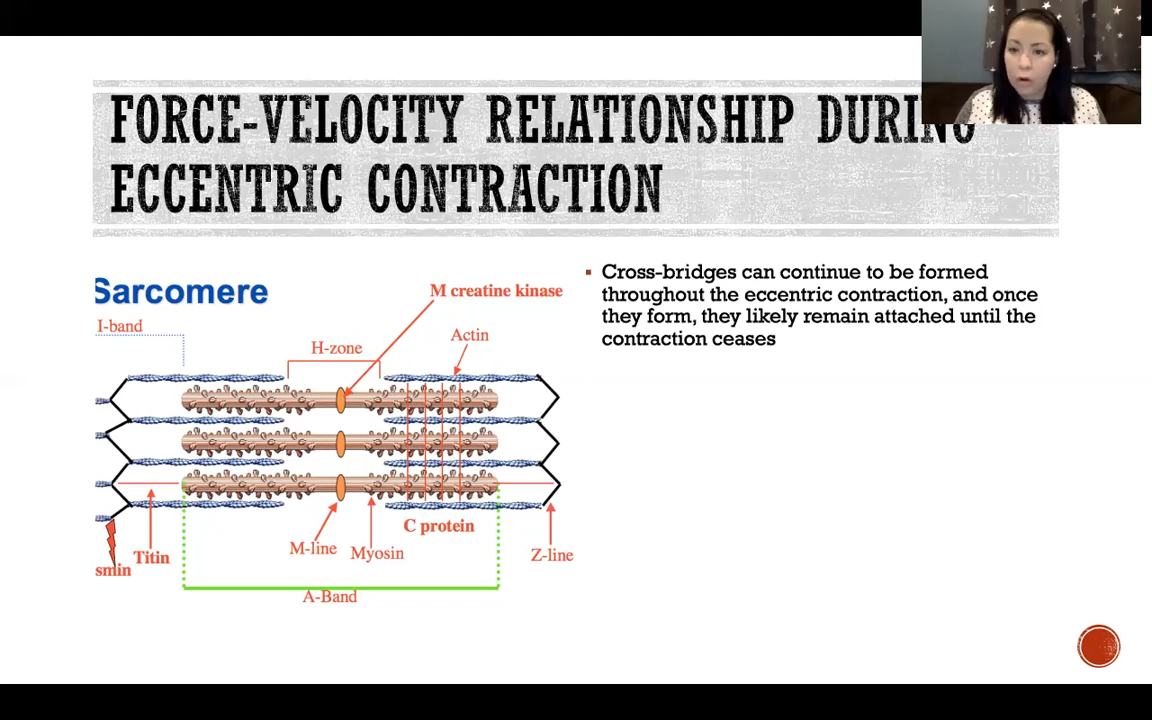 FORCE-VELOCITY RELATIONSHIP DURING
ECCENTRIC CONTRACTION
Sarcomere
I-band
H-zone
M creatine kinase
Actin
Titin
smin
M-line
Myosin
C protein
Z-line
A-Band
▪ Cross-bridges can continue to be formed
throughout the eccentric contraction, and once
they form, they likely remain attached until the
contraction ceases